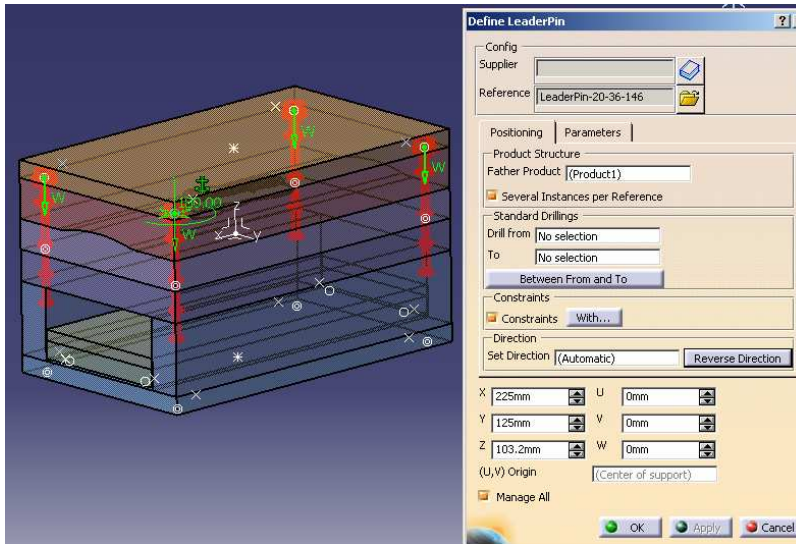 Define LeaderPin
Config
Supplier
Reference LeaderPin-20-36-146
Positioning Parameters
Product Structure
Father Product (Product1)
Several Instances per Reference
Standard Drillings
Drill from No selection
To No selection
Between From and To
Constraints
Constraints With...
Direction
Set Direction (Automatic) Reverse Direction
X 225mm U 0mm
Y 125mm V 0mm
Z 103.2mm W 0mm
(U,V) Origin (Center of support)
Manage All
OK Apply Cancel
W
W
W
W
z
x y